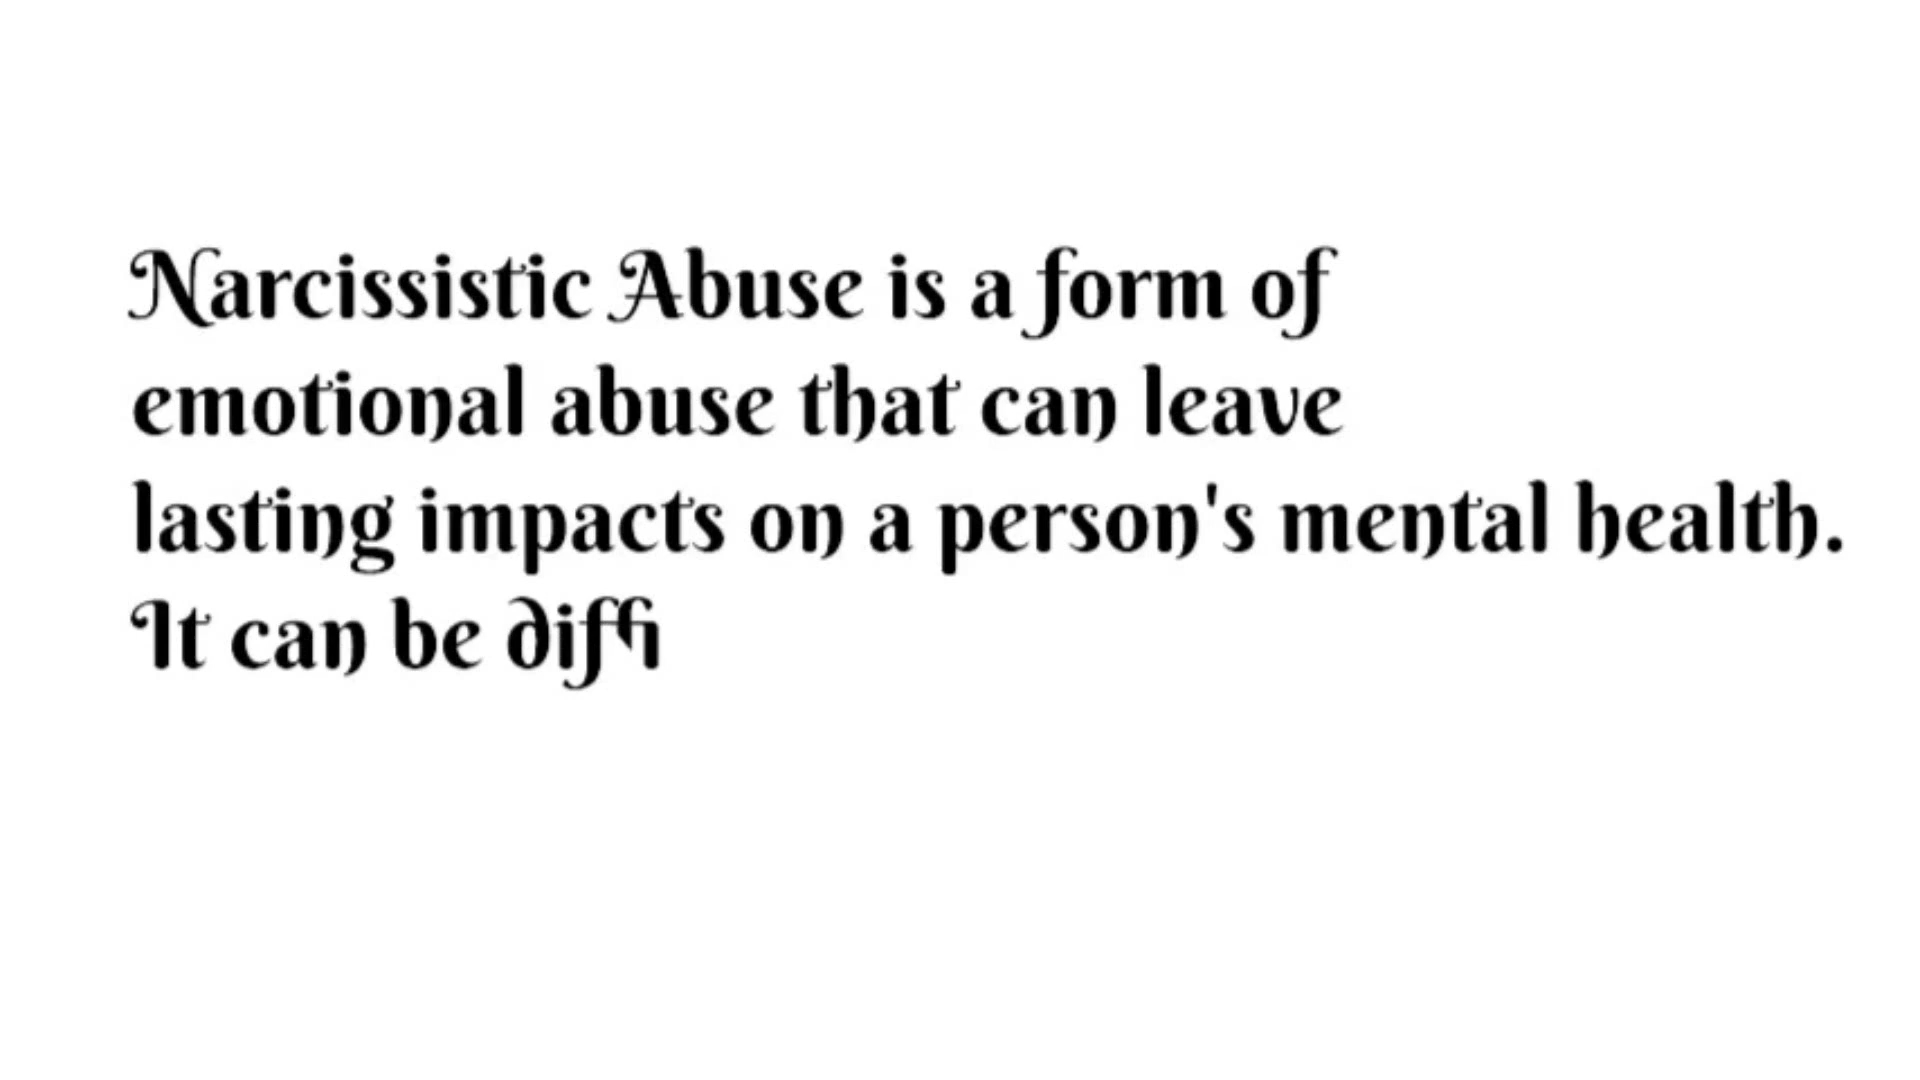 Narcissistic Abuse is a form of
emotional abuse that can leave
lasting impacts on a person's mental health.
It can be diffi